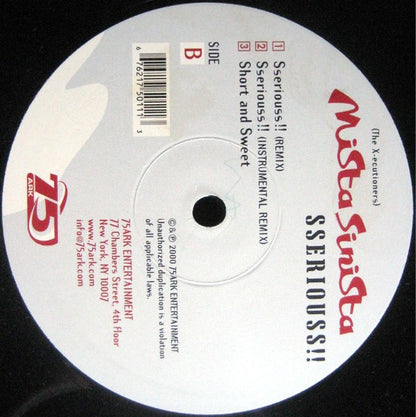 (The X-ecutioners)
Mista Sinista
SSERIOUSS!!
1 Sseriouss!! (REMIX)
2 Sseriouss!! (INSTRUMENTAL REMIX)
3 Short and Sweet
SIDE
B
6 76217-50111 3
©&℗ 2000 75ARK ENTERTAINMENT
Unauthorized duplication is a violation
of all applicable laws.
75
ARK
75ARK ENTERTAINMENT
77 Chambers Street, 4th Floor
New York, NY 10007
www.75ark.com
info@75ark.com